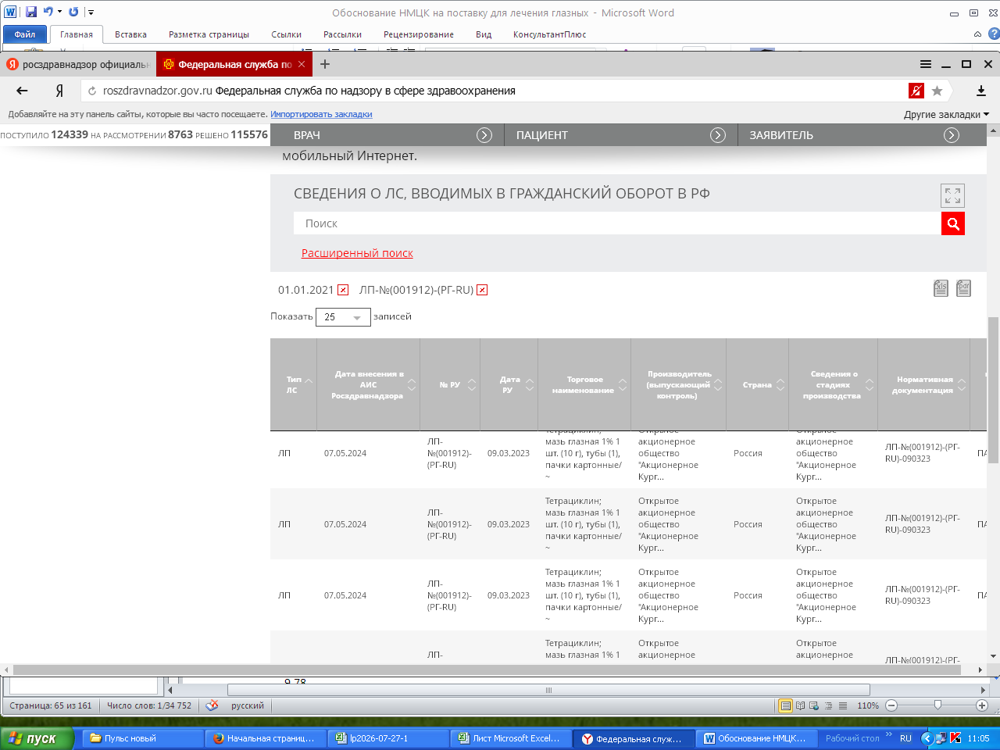 Обоснование НМЦК на поставку для лечения глазных - Microsoft Word
Файл Главная Вставка Разметка страницы Ссылки Рассылки Рецензирование Вид КонсультантПлюс
росздравнадзор официальн Федеральная служба по
roszdravnadzor.gov.ru Федеральная служба по надзору в сфере здравоохранения
Добавляйте на эту панель сайты, которые вы часто посещаете. Импортировать закладки Другие закладки
ПОСТУПИЛО 124339 НА РАССМОТРЕНИИ 8763 РЕШЕНО 115576 ВРАЧ ПАЦИЕНТ ЗАЯВИТЕЛЬ
мобильный Интернет.
СВЕДЕНИЯ О ЛС, ВВОДИМЫХ В ГРАЖДАНСКИЙ ОБОРОТ В РФ
Поиск
Расширенный поиск
01.01.2021 ЛП-№(001912)-(РГ-RU) xls pdf
Показать 25 записей
Тип ЛС
Дата внесения в АИС Росздравнадзора
№ РУ
Дата РУ
Торговое наименование
Производитель (выпускающий контроль)
Страна
Сведения о стадиях производства
Нормативная документация
ЛП
07.05.2024
ЛП-
№(001912)-
(РГ-RU)
09.03.2023
Тетрациклин;
мазь глазная 1% 1
шт. (10 г), тубы (1),
пачки картонные/
~
Открытое
акционерное
общество
"Акционерное
Кург...
Россия
Открытое
акционерное
общество
"Акционерное
Кург...
ЛП-№(001912)-(РГ-
RU)-090323
ПА
ЛП
07.05.2024
ЛП-
№(001912)-
(РГ-RU)
09.03.2023
Тетрациклин;
мазь глазная 1% 1
шт. (10 г), тубы (1),
пачки картонные/
~
Открытое
акционерное
общество
"Акционерное
Кург...
Россия
Открытое
акционерное
общество
"Акционерное
Кург...
ЛП-№(001912)-(РГ-
RU)-090323
ПА
ЛП
07.05.2024
ЛП-
№(001912)-
(РГ-RU)
09.03.2023
Тетрациклин;
мазь глазная 1% 1
шт. (10 г), тубы (1),
пачки картонные/
~
Открытое
акционерное
общество
"Акционерное
Кург...
Россия
Открытое
акционерное
общество
"Акционерное
Кург...
ЛП-№(001912)-(РГ-
RU)-090323
ПА
ЛП-
Тетрациклин;
мазь глазная 1% 1
Открытое
акционерное
Открытое
акционерное
ЛП-№(001912)-(РГ-
9,78
Страница: 65 из 161 Число слов: 1/34 752 русский 110%
пуск Пульс новый Начальная страниц... lp2026-07-27-1 Лист Microsoft Excel... Федеральная служ... Обоснование НМЦК... Рабочий стол RU 11:05